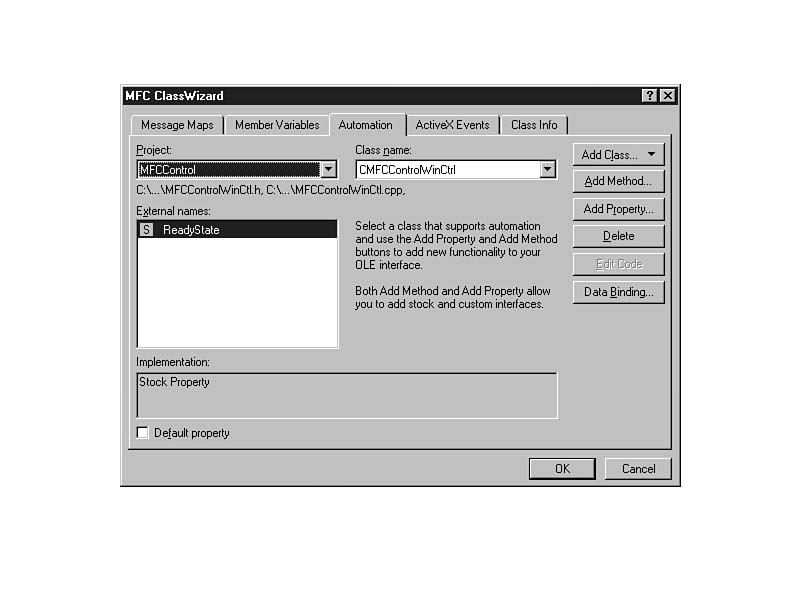 MFC ClassWizard
Message Maps
Member Variables
Automation
ActiveX Events
Class Info
Project:
Class name:
MFCControl
CMFCControlWinCtrl
Add Class...
C:\...\MFCControlWinCtl.h, C:\...\MFCControlWinCtl.cpp,
Add Method...
External names:
Add Property...
S ReadyState
Select a class that supports automation
and use the Add Property and Add Method
buttons to add new functionality to your
OLE interface.
Delete
Edit Code
Both Add Method and Add Property allow
you to add stock and custom interfaces.
Data Binding...
Implementation:
Stock Property
Default property
OK
Cancel